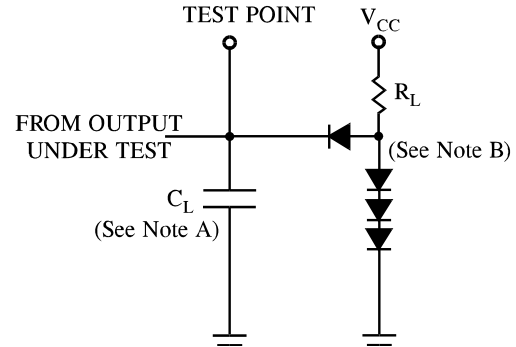 TEST POINT
V_CC
R_L
FROM OUTPUT
UNDER TEST
(See Note B)
C_L
(See Note A)